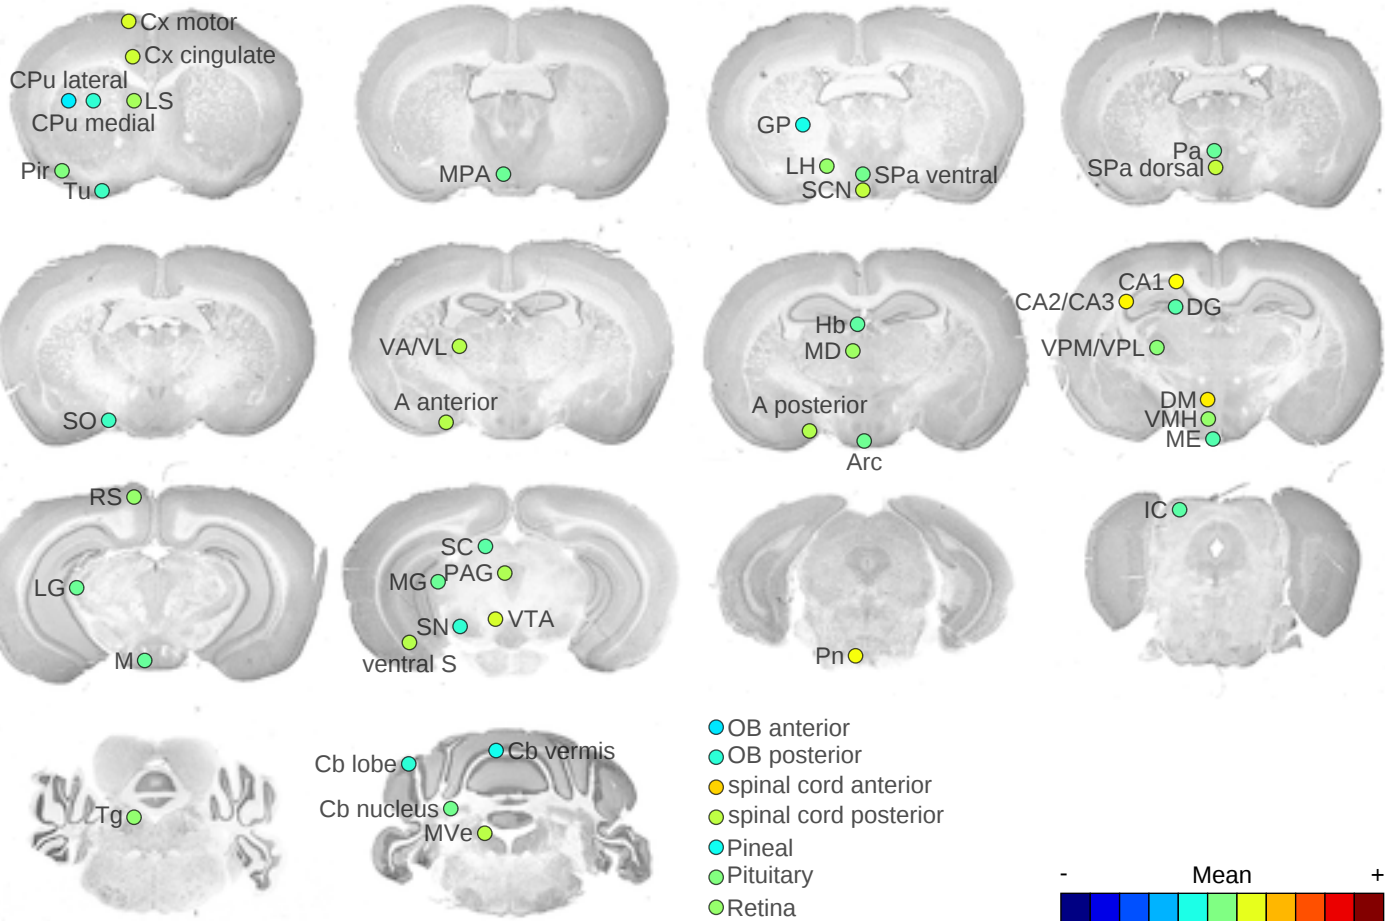 Cx motor
Cx cingulate
CPu lateral
LS
CPu medial
Pir
Tu
MPA
GP
LH
SPa ventral
SCN
Pa
SPa dorsal
SO
VA/VL
A anterior
Hb
MD
A posterior
Arc
CA1
CA2/CA3
DG
VPM/VPL
DM
VMH
ME
RS
LG
M
SC
MG
PAG
SN
VTA
ventral S
Pn
IC
Tg
Cb lobe
Cb vermis
Cb nucleus
MVe
OB anterior
OB posterior
spinal cord anterior
spinal cord posterior
Pineal
Pituitary
Retina
- Mean +